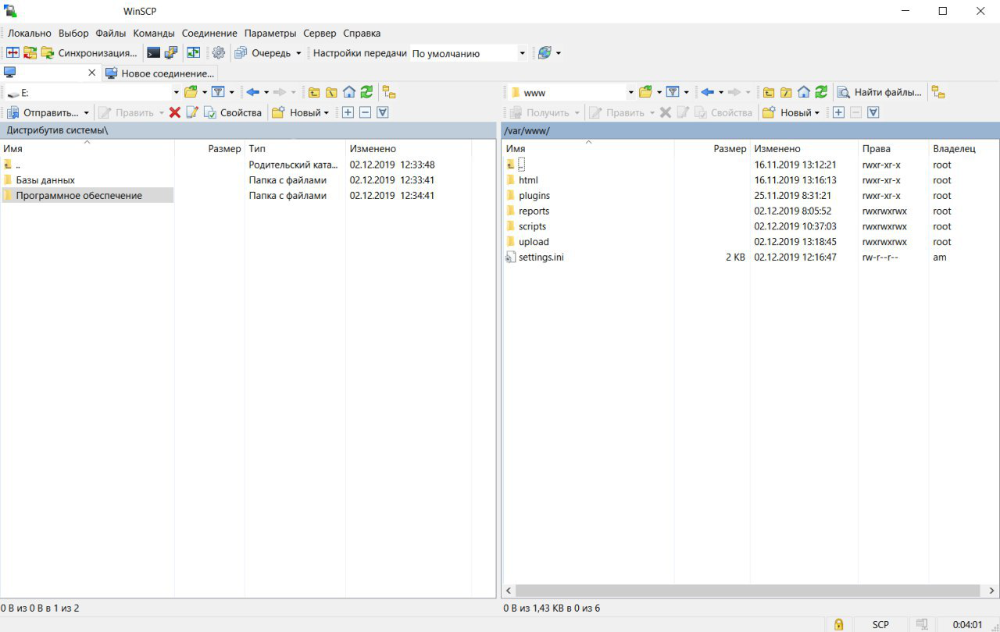 WinSCP
Локально Выбор Файлы Команды Соединение Параметры Сервер Справка
Синхронизация... Очередь Настройки передачи По умолчанию
Новое соединение...
E: www Найти файлы...
Отправить... Править Свойства Новый Получить Править Свойства Новый
Дистрибутив системы\ /var/www/
Имя Размер Тип Изменено Имя Размер Изменено Права Владелец
.. Родительский ката... 02.12.2019 12:33:48 .. 16.11.2019 13:12:21 rwxr-xr-x root
Базы данных Папка с файлами 02.12.2019 12:33:41 html 16.11.2019 13:16:13 rwxr-xr-x root
Программное обеспечение Папка с файлами 02.12.2019 12:34:41 plugins 25.11.2019 8:31:21 rwxr-xr-x root
reports 02.12.2019 8:05:52 rwxrwxrwx root
scripts 02.12.2019 10:37:03 rwxrwxrwx root
upload 02.12.2019 13:18:45 rwxrwxrwx root
settings.ini 2 KB 02.12.2019 12:16:47 rw-r--r-- am
0 B из 0 B в 1 из 2 0 B из 1,43 KB в 0 из 6
SCP 0:04:01